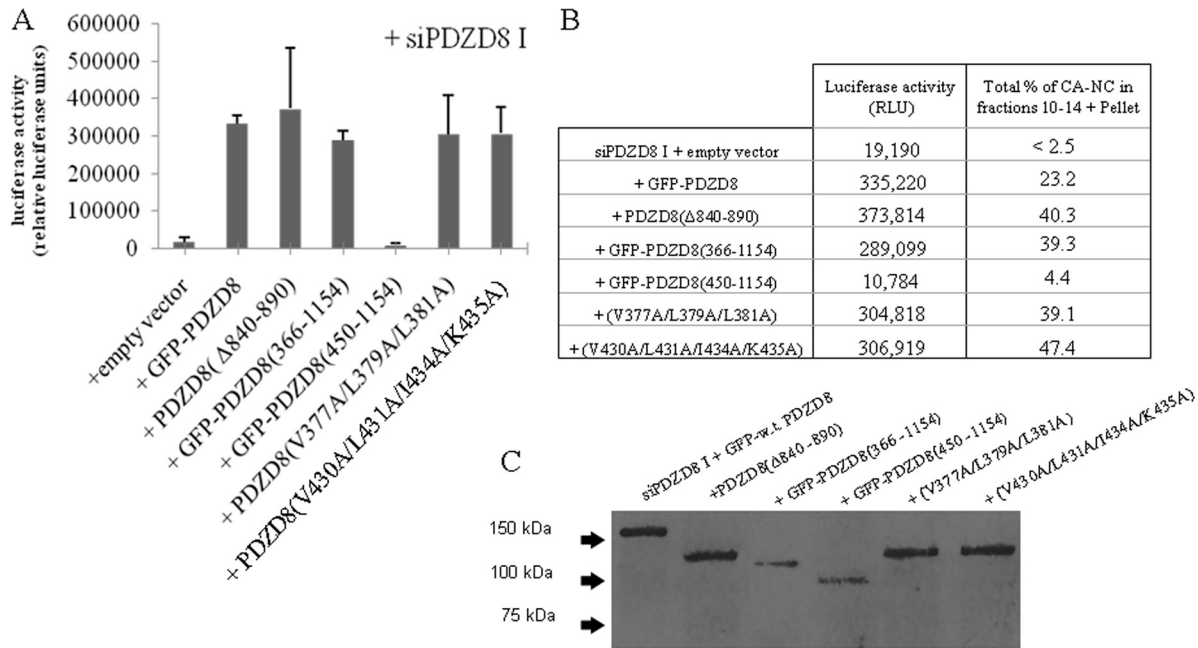 A
+ siPDZD8 I
luciferase activity
(relative luciferase units)
600000
500000
400000
300000
200000
100000
0
+empty vector
+ GFP-PDZD8
+ PDZD8( Δ840-890)
+ GFP-PDZD8(366-1154)
+ GFP-PDZD8(450-1154)
+ PDZD8(V377A/L379A/L381A)
+ PDZD8(V430A/L431A/I434A/K435A)
B
Luciferase activity (RLU) Total % of CA-NC in fractions 10-14 + Pellet
siPDZD8 I + empty vector 19,190 < 2.5
+ GFP-PDZD8 335,220 23.2
+ PDZD8(Δ840-890) 373,814 40.3
+ GFP-PDZD8(366-1154) 289,099 39.3
+ GFP-PDZD8(450-1154) 10,784 4.4
+ (V377A/L379A/L381A) 304,818 39.1
+ (V430A/L431A/I434A/K435A) 306,919 47.4
C
siPDZD8 I + GFP-w.t. PDZD8
+PDZD8(Δ840-890)
+ GFP-PDZD8(366-1154)
+ GFP-PDZD8(450-1154)
+ (V377A/L379A/L381A)
+ (V430A/L431A/I434A/K435A)
150 kDa
100 kDa
75 kDa